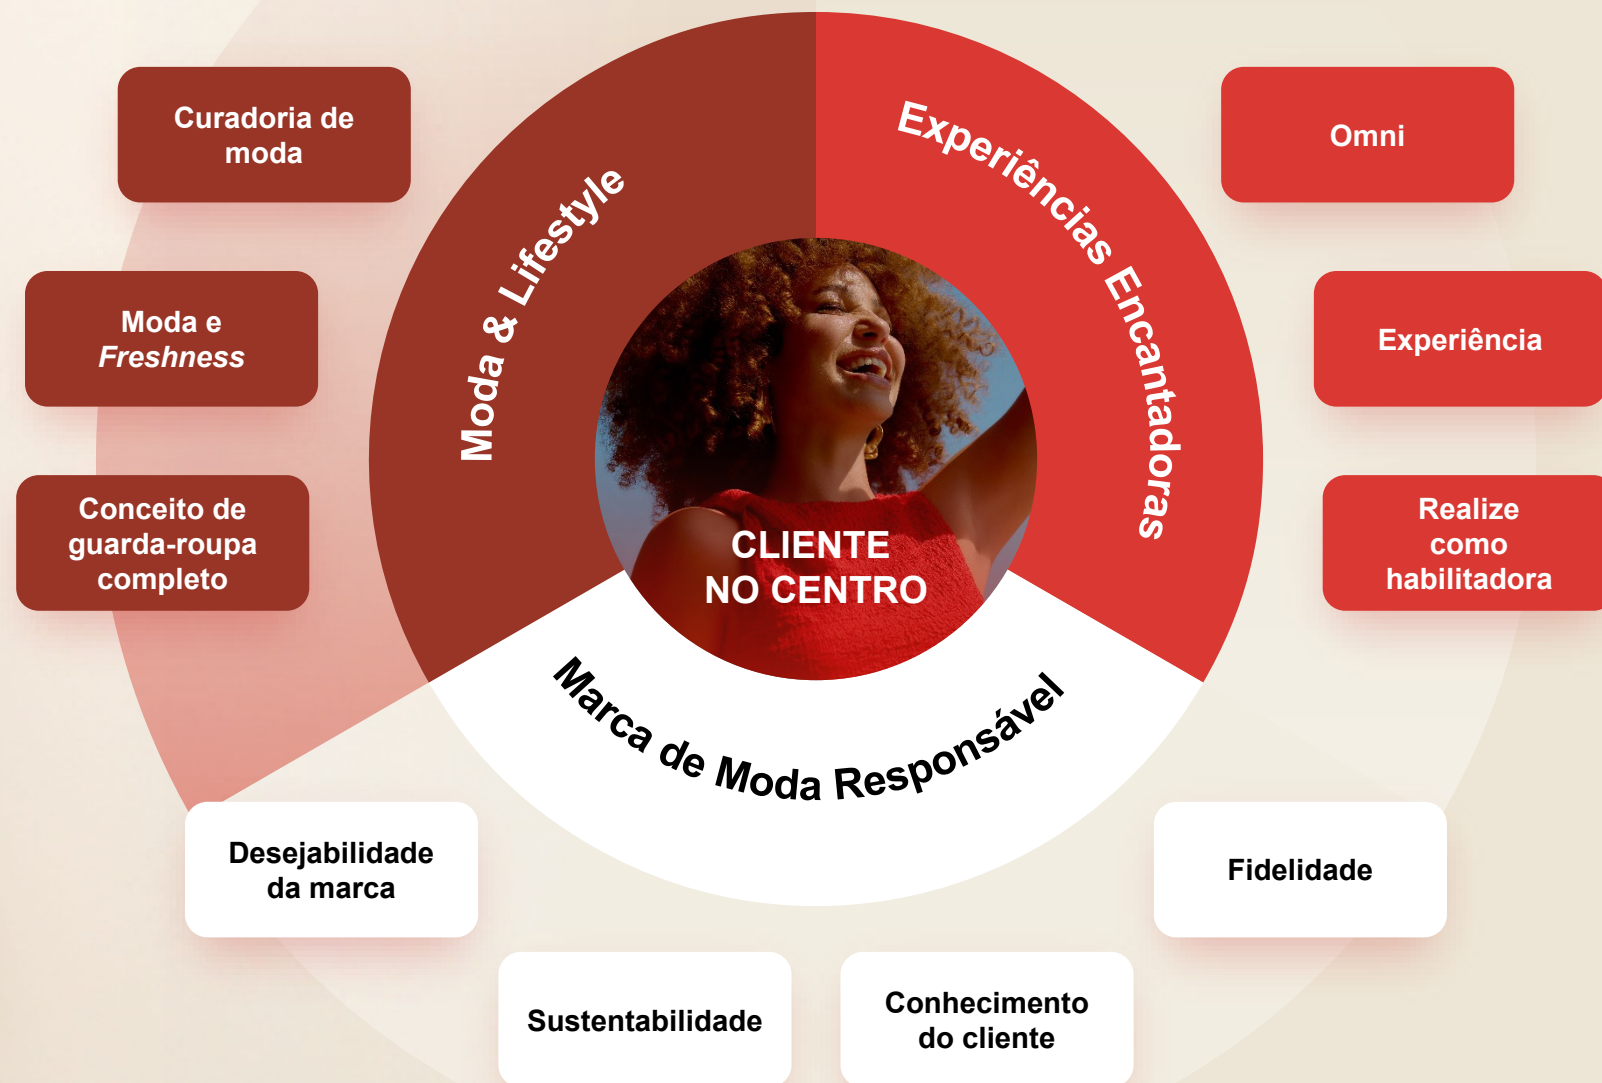 Curadoria de
moda
Moda e
Freshness
Conceito de
guarda-roupa
completo
Moda & Lifestyle
Experiências Encantadoras
Marca de Moda Responsável
CLIENTE
NO CENTRO
Omni
Experiência
Realize
como
habilitadora
Desejabilidade
da marca
Sustentabilidade
Conhecimento
do cliente
Fidelidade